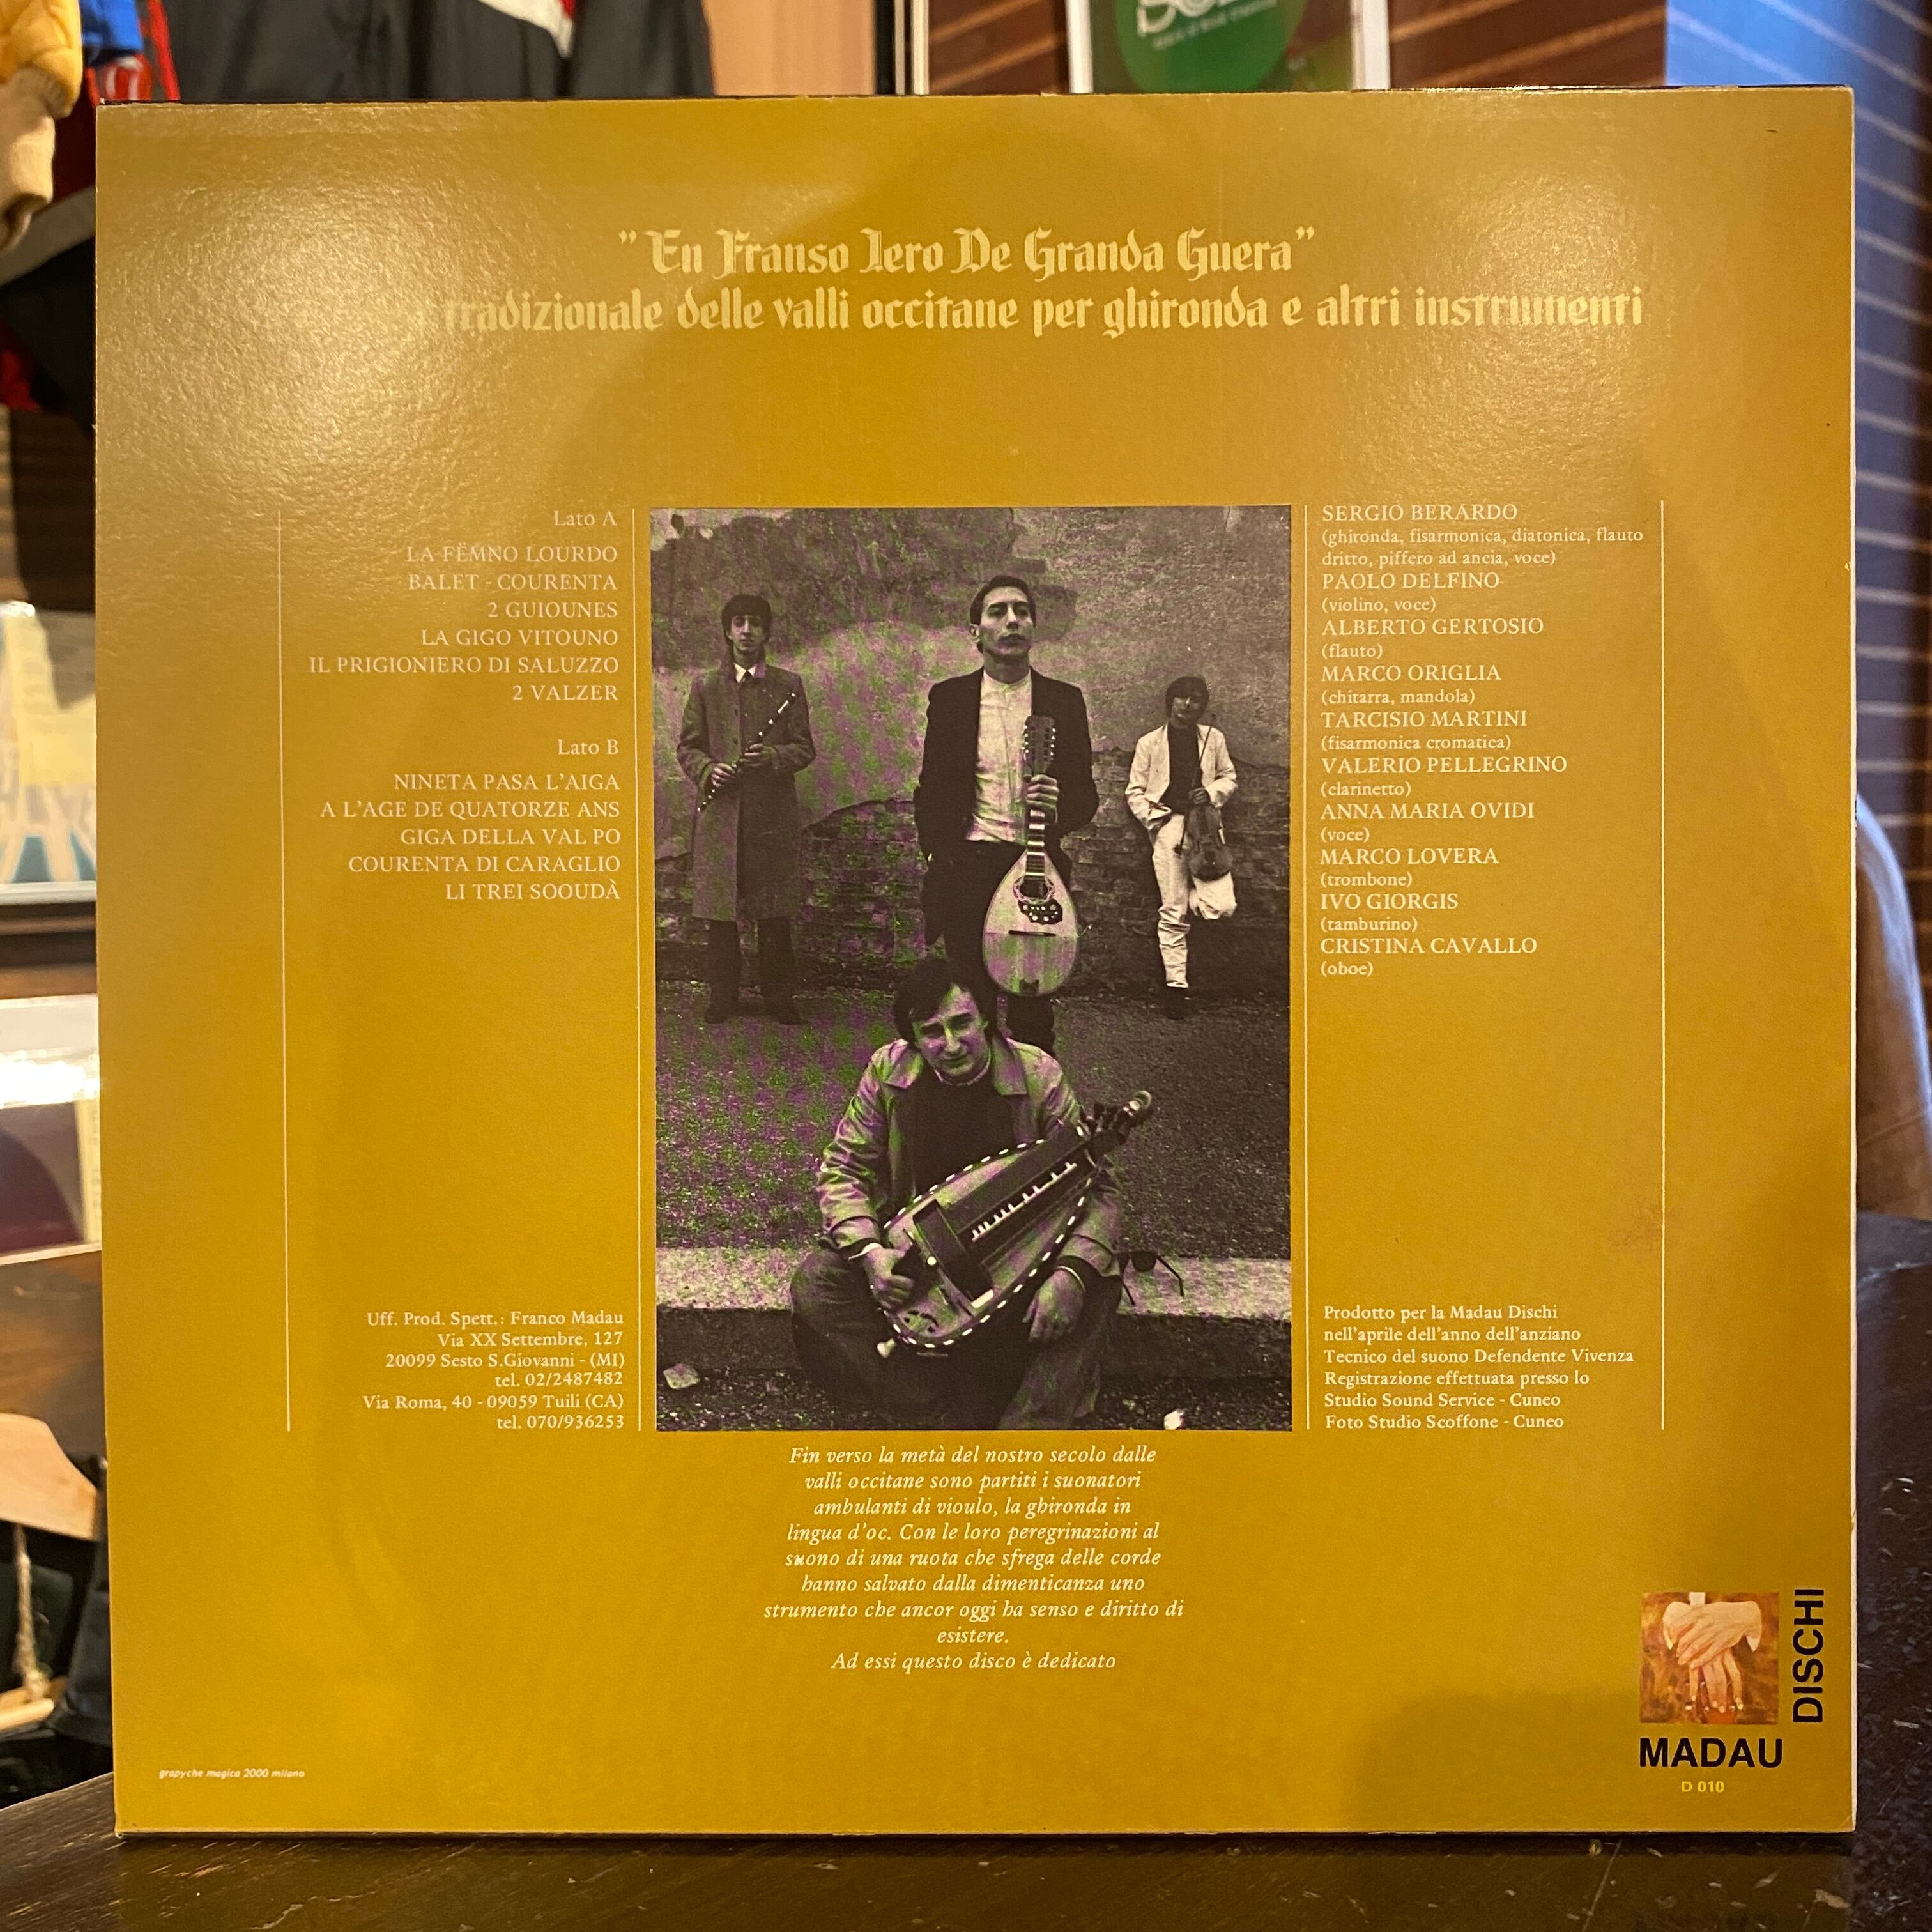 "En Franso Iero De Granda Guera"
tradizionale delle valli occitane per ghironda e altri instrumenti
Lato A
LA FËMNO LOURDO
BALET - COURENTA
2 GUIOUNES
LA GIGO VITOUNO
IL PRIGIONIERO DI SALUZZO
2 VALZER
Lato B
NINETA PASA L'AIGA
A L'AGE DE QUATORZE ANS
GIGA DELLA VAL PO
COURENTA DI CARAGLIO
LI TREI SOOUDÀ
Uff. Prod. Spett.: Franco Madau
Via XX Settembre, 127
20099 Sesto S.Giovanni - (MI)
tel. 02/2487482
Via Roma, 40 - 09059 Tuili (CA)
tel. 070/936253
SERGIO BERARDO
(ghironda, fisarmonica, diatonica, flauto
dritto, piffero ad ancia, voce)
PAOLO DELFINO
(violino, voce)
ALBERTO GERTOSIO
(flauto)
MARCO ORIGLIA
(chitarra, mandola)
TARCISIO MARTINI
(fisarmonica cromatica)
VALERIO PELLEGRINO
(clarinetto)
ANNA MARIA OVIDI
(voce)
MARCO LOVERA
(trombone)
IVO GIORGIS
(tamburino)
CRISTINA CAVALLO
(oboe)
Prodotto per la Madau Dischi
nell'aprile dell'anno dell'anziano
Tecnico del suono Defendente Vivenza
Registrazione effettuata presso lo
Studio Sound Service - Cuneo
Foto Studio Scoffone - Cuneo
Fin verso la metà del nostro secolo dalle
valli occitane sono partiti i suonatori
ambulanti di vioulo, la ghironda in
lingua d'oc. Con le loro peregrinazioni al
suono di una ruota che sfrega delle corde
hanno salvato dalla dimenticanza uno
strumento che ancor oggi ha senso e diritto di
esistere.
Ad essi questo disco è dedicato
grapyche magica 2000 milano
DISCHI
MADAU
D 010